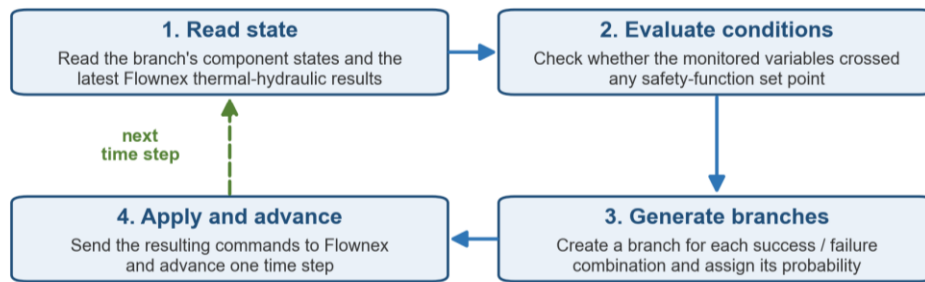 1. Read state
Read the branch's component states and the
latest Flownex thermal-hydraulic results
2. Evaluate conditions
Check whether the monitored variables crossed
any safety-function set point
3. Generate branches
Create a branch for each success / failure
combination and assign its probability
4. Apply and advance
Send the resulting commands to Flownex
and advance one time step
next
time step